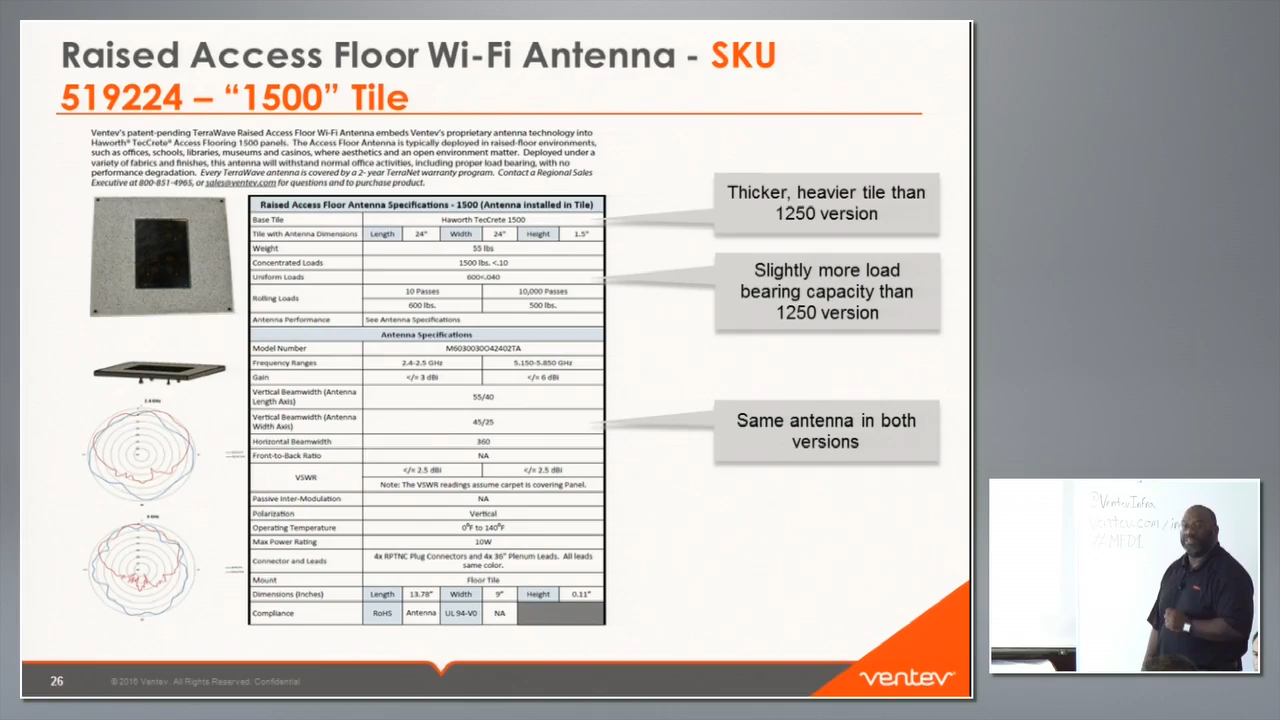 Raised Access Floor Wi-Fi Antenna - SKU
519224 – “1500” Tile
Ventev's patent-pending TerraWave Raised Access Floor Wi-Fi Antenna embeds Ventev's proprietary antenna technology into
Haworth® TecCrete® Access Flooring 1500 panels. The Access Floor Antenna is typically deployed in raised-floor environments,
such as offices, schools, libraries, museums and casinos, where aesthetics and an open environment matter. Deployed under a
variety of fabrics and finishes, this antenna will withstand normal office activities, including proper load bearing, with no
performance degradation. Every TerraWave antenna is covered by a 2- year TerraNet warranty program. Contact a Regional Sales
Executive at 800-851-4965, or sales@ventev.com for questions and to purchase product.
Raised Access Floor Antenna Specifications - 1500 (Antenna installed in Tile)
Base Tile Haworth TecCrete 1500
Tile with Antenna Dimensions Length 24" Width 24" Height 1.5"
Weight 55 lbs
Concentrated Loads 1500 lbs. <.10
Uniform Loads 600<.040
Rolling Loads 10 Passes 10,000 Passes
600 lbs. 500 lbs.
Antenna Performance See Antenna Specifications
Antenna Specifications
Model Number M6030030O42402TA
Frequency Ranges 2.4-2.5 GHz 5.150-5.850 GHz
Gain </= 3 dBi </= 6 dBi
Vertical Beamwidth (Antenna
Length Axis) 55/40
Vertical Beamwidth (Antenna
Width Axis) 45/25
Horizontal Beamwidth 360
Front-to-Back Ratio NA
VSWR </= 2.5 dBi </= 2.5 dBi
Note: The VSWR readings assume carpet is covering Panel.
Passive Inter-Modulation NA
Polarization Vertical
Operating Temperature 0°F to 140°F
Max Power Rating 10W
Connector and Leads 4x RPTNC Plug Connectors and 4x 36" Plenum Leads. All leads
same color.
Mount Floor Tile
Dimensions (Inches) Length 13.78" Width 9" Height 0.11"
Compliance RoHS Antenna UL 94-V0 NA
Thicker, heavier tile than
1250 version
Slightly more load
bearing capacity than
1250 version
Same antenna in both
versions
2.4 GHz
5 GHz
@VentevInfra
ventev.com/in
#MFD1
26
© 2016 Ventev. All Rights Reserved. Confidential
ventev